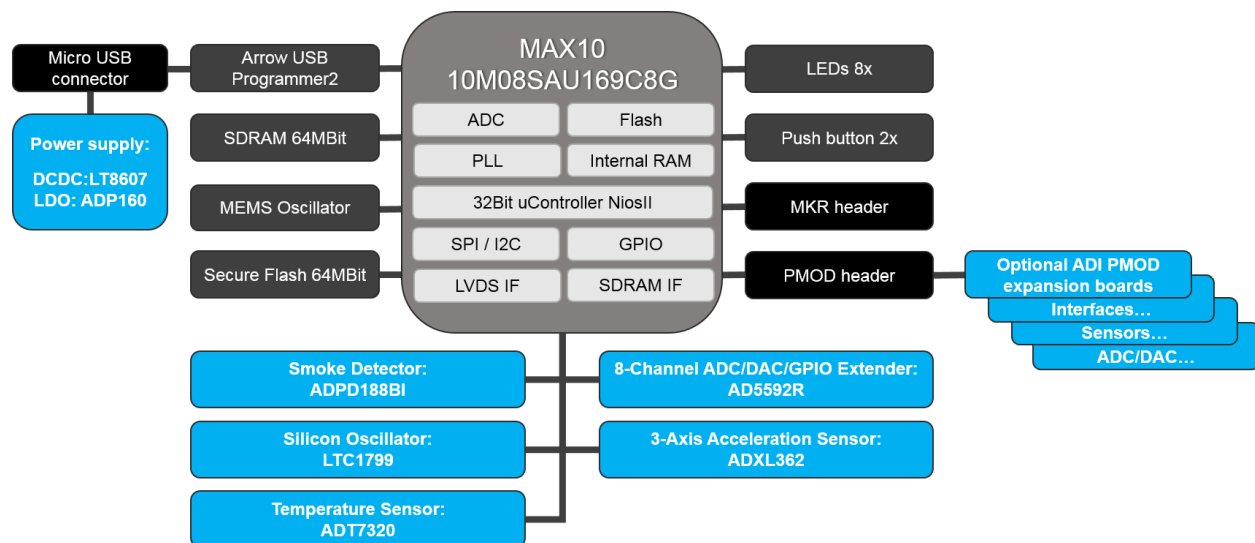 MAX10
10M08SAU169C8G
ADC
Flash
PLL
Internal RAM
32Bit uController NiosII
SPI / I2C
GPIO
LVDS IF
SDRAM IF
Micro USB
connector
Arrow USB
Programmer2
Power supply:
DCDC:LT8607
LDO: ADP160
SDRAM 64MBit
MEMS Oscillator
Secure Flash 64MBit
LEDs 8x
Push button 2x
MKR header
PMOD header
Optional ADI PMOD
expansion boards
Interfaces…
Sensors…
ADC/DAC…
Smoke Detector:
ADPD188BI
8-Channel ADC/DAC/GPIO Extender:
AD5592R
Silicon Oscillator:
LTC1799
3-Axis Acceleration Sensor:
ADXL362
Temperature Sensor:
ADT7320